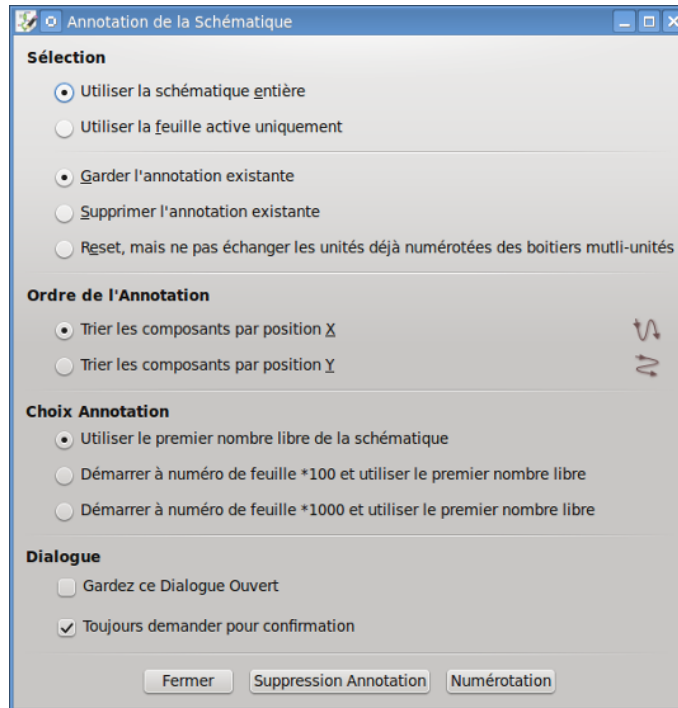 Annotation de la Schématique
Sélection
Utiliser la schématique entière
Utiliser la feuille active uniquement
Garder l'annotation existante
Supprimer l'annotation existante
Reset, mais ne pas échanger les unités déjà numérotées des boitiers mutli-unités
Ordre de l'Annotation
Trier les composants par position X
Trier les composants par position Y
Choix Annotation
Utiliser le premier nombre libre de la schématique
Démarrer à numéro de feuille *100 et utiliser le premier nombre libre
Démarrer à numéro de feuille *1000 et utiliser le premier nombre libre
Dialogue
Gardez ce Dialogue Ouvert
Toujours demander pour confirmation
Fermer Suppression Annotation Numérotation